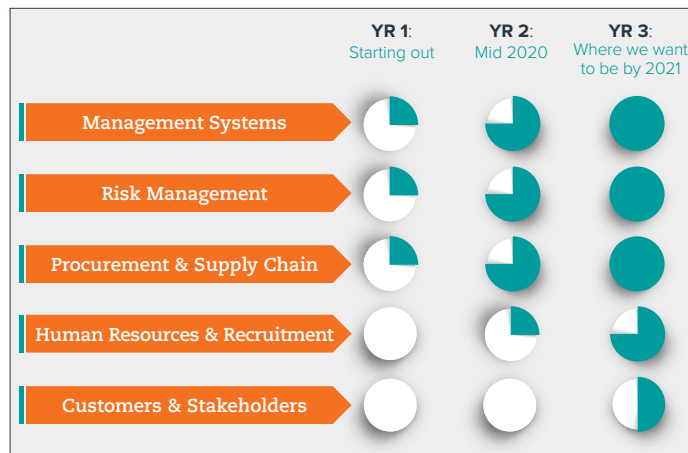 YR 1: YR 2: YR 3:
Starting out Mid 2020 Where we want
to be by 2021
Management Systems
Risk Management
Procurement & Supply Chain
Human Resources & Recruitment
Customers & Stakeholders